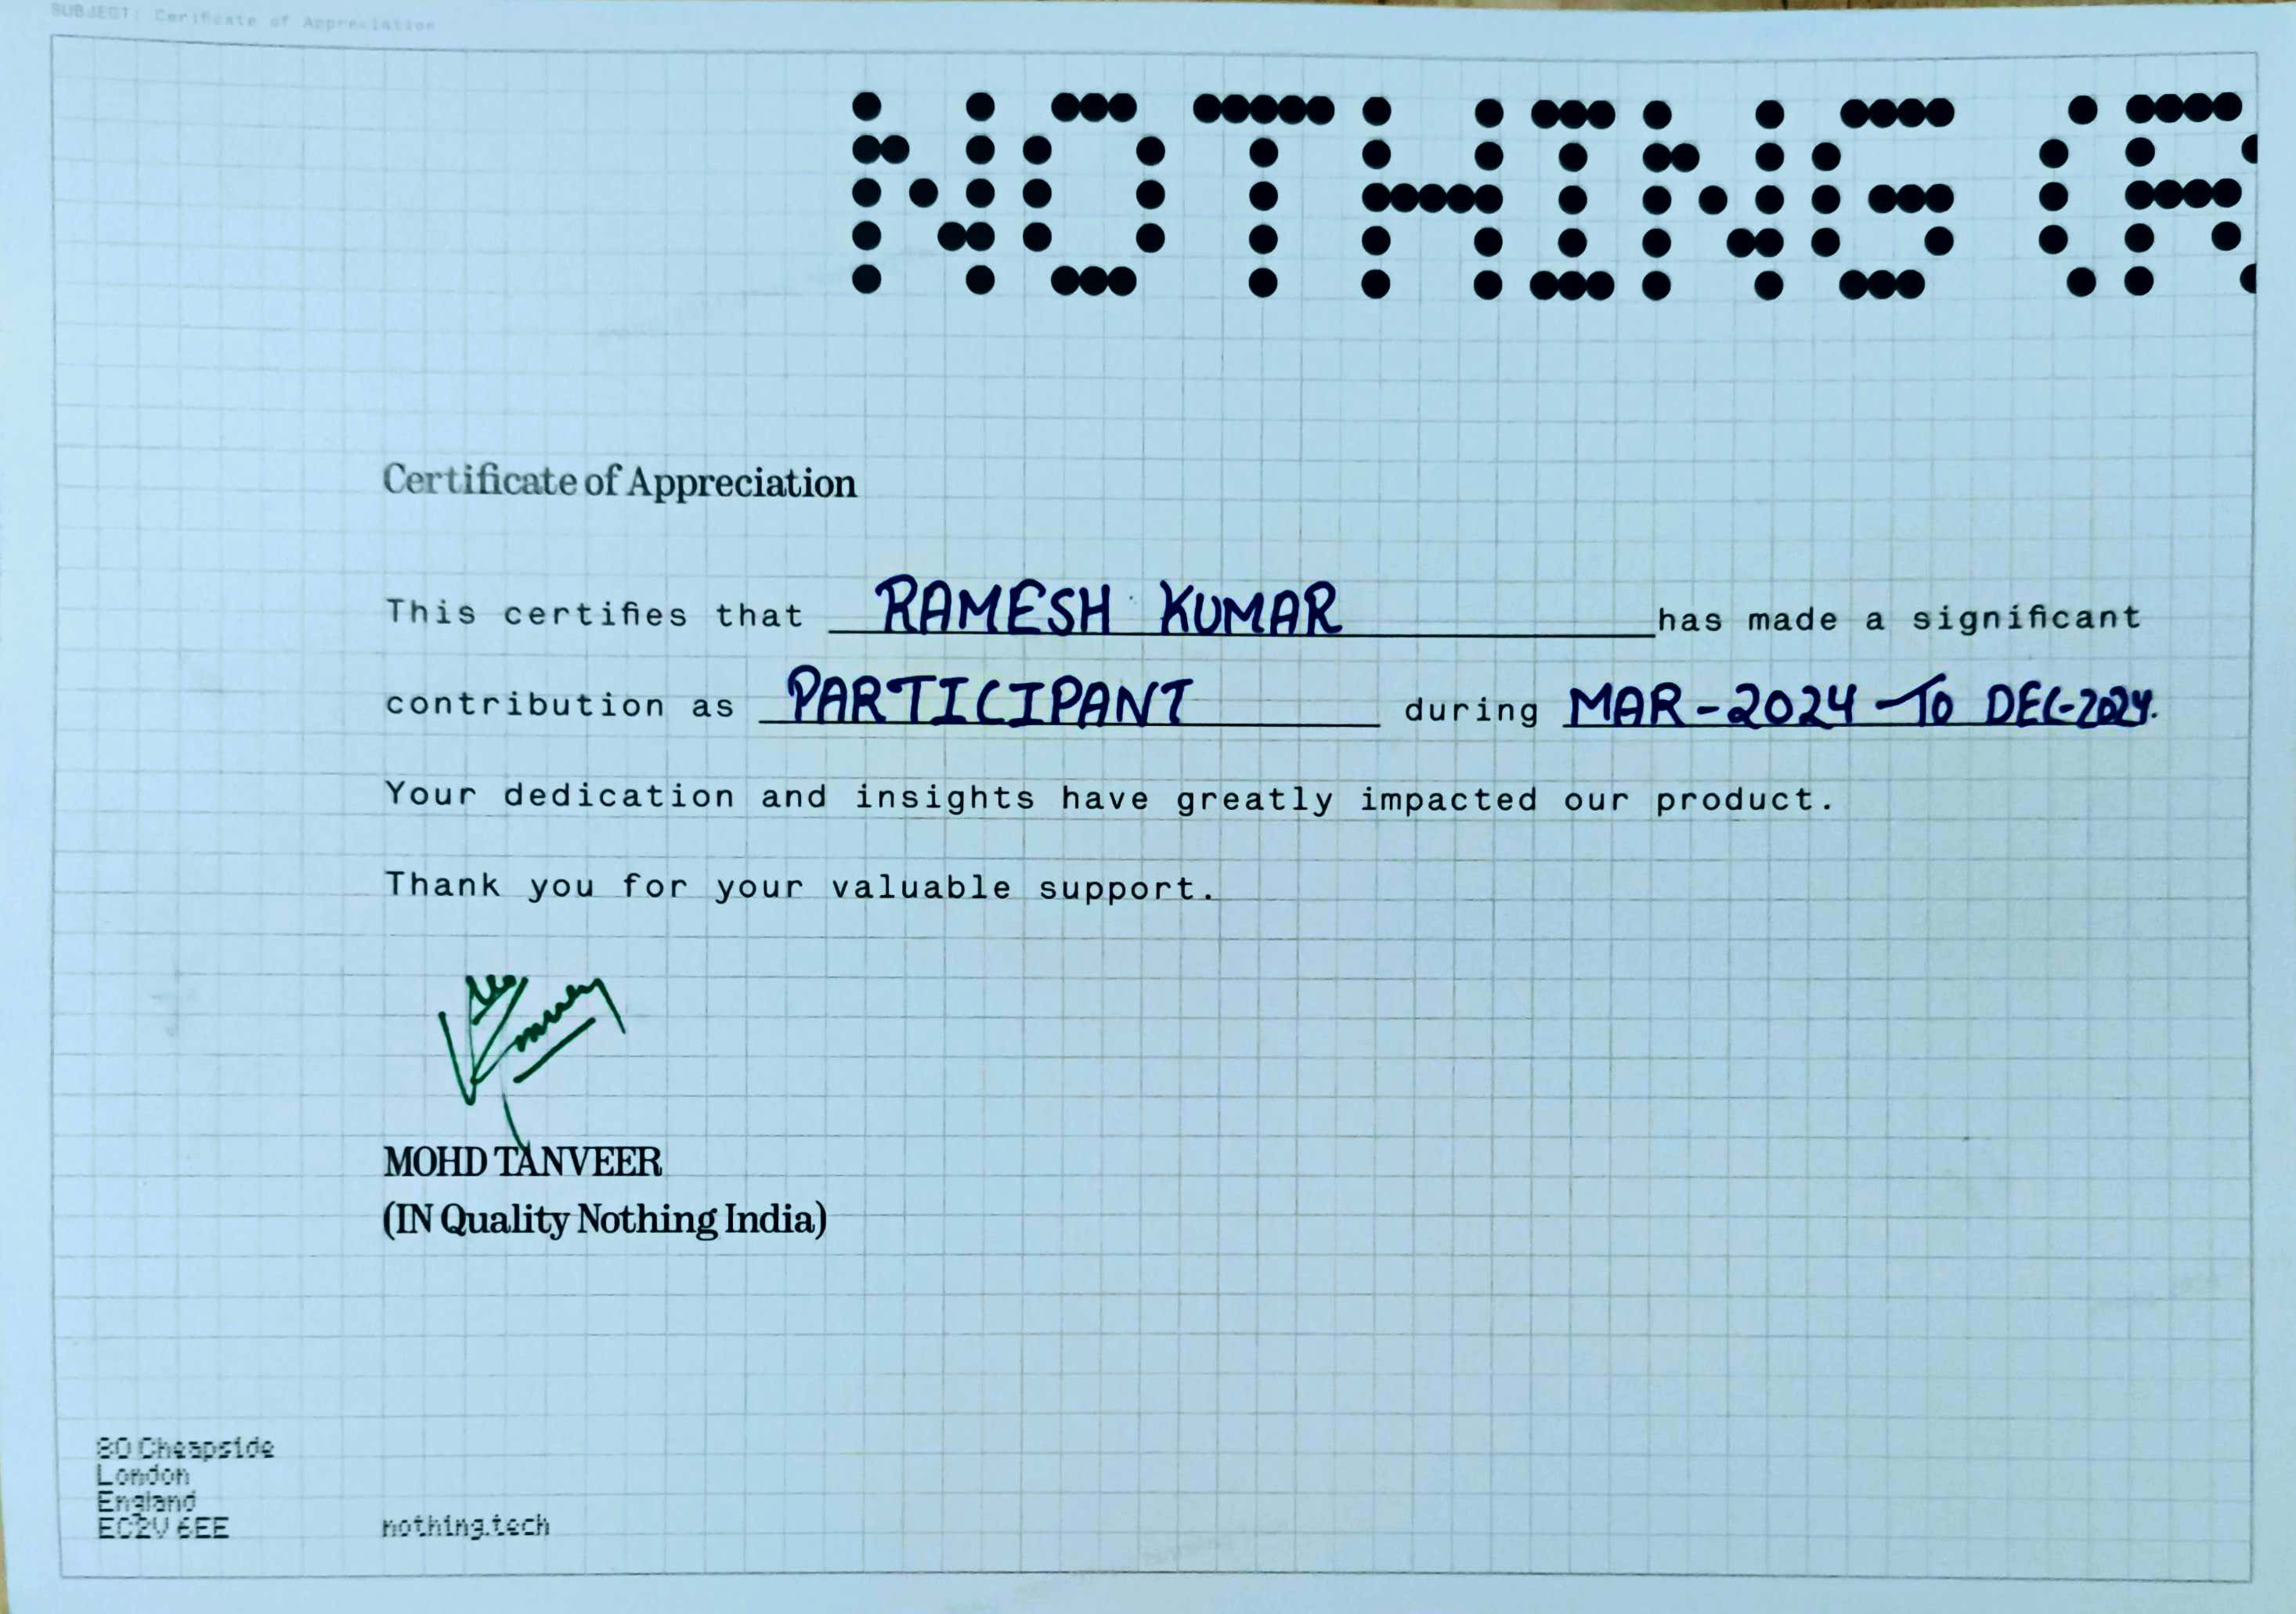 SUBJECT: Cerificate of Appreciation
NOTHING (R
Certificate of Appreciation
This certifies that RAMESH KUMAR has made a significant
contribution as PARTICIPANT during MAR-2024 TO DEC-2024.
Your dedication and insights have greatly impacted our product.
Thank you for your valuable support.
MOHD TANVEER
(IN Quality Nothing India)
80 Cheapside
London
England
EC2V 6EE
nothing.tech